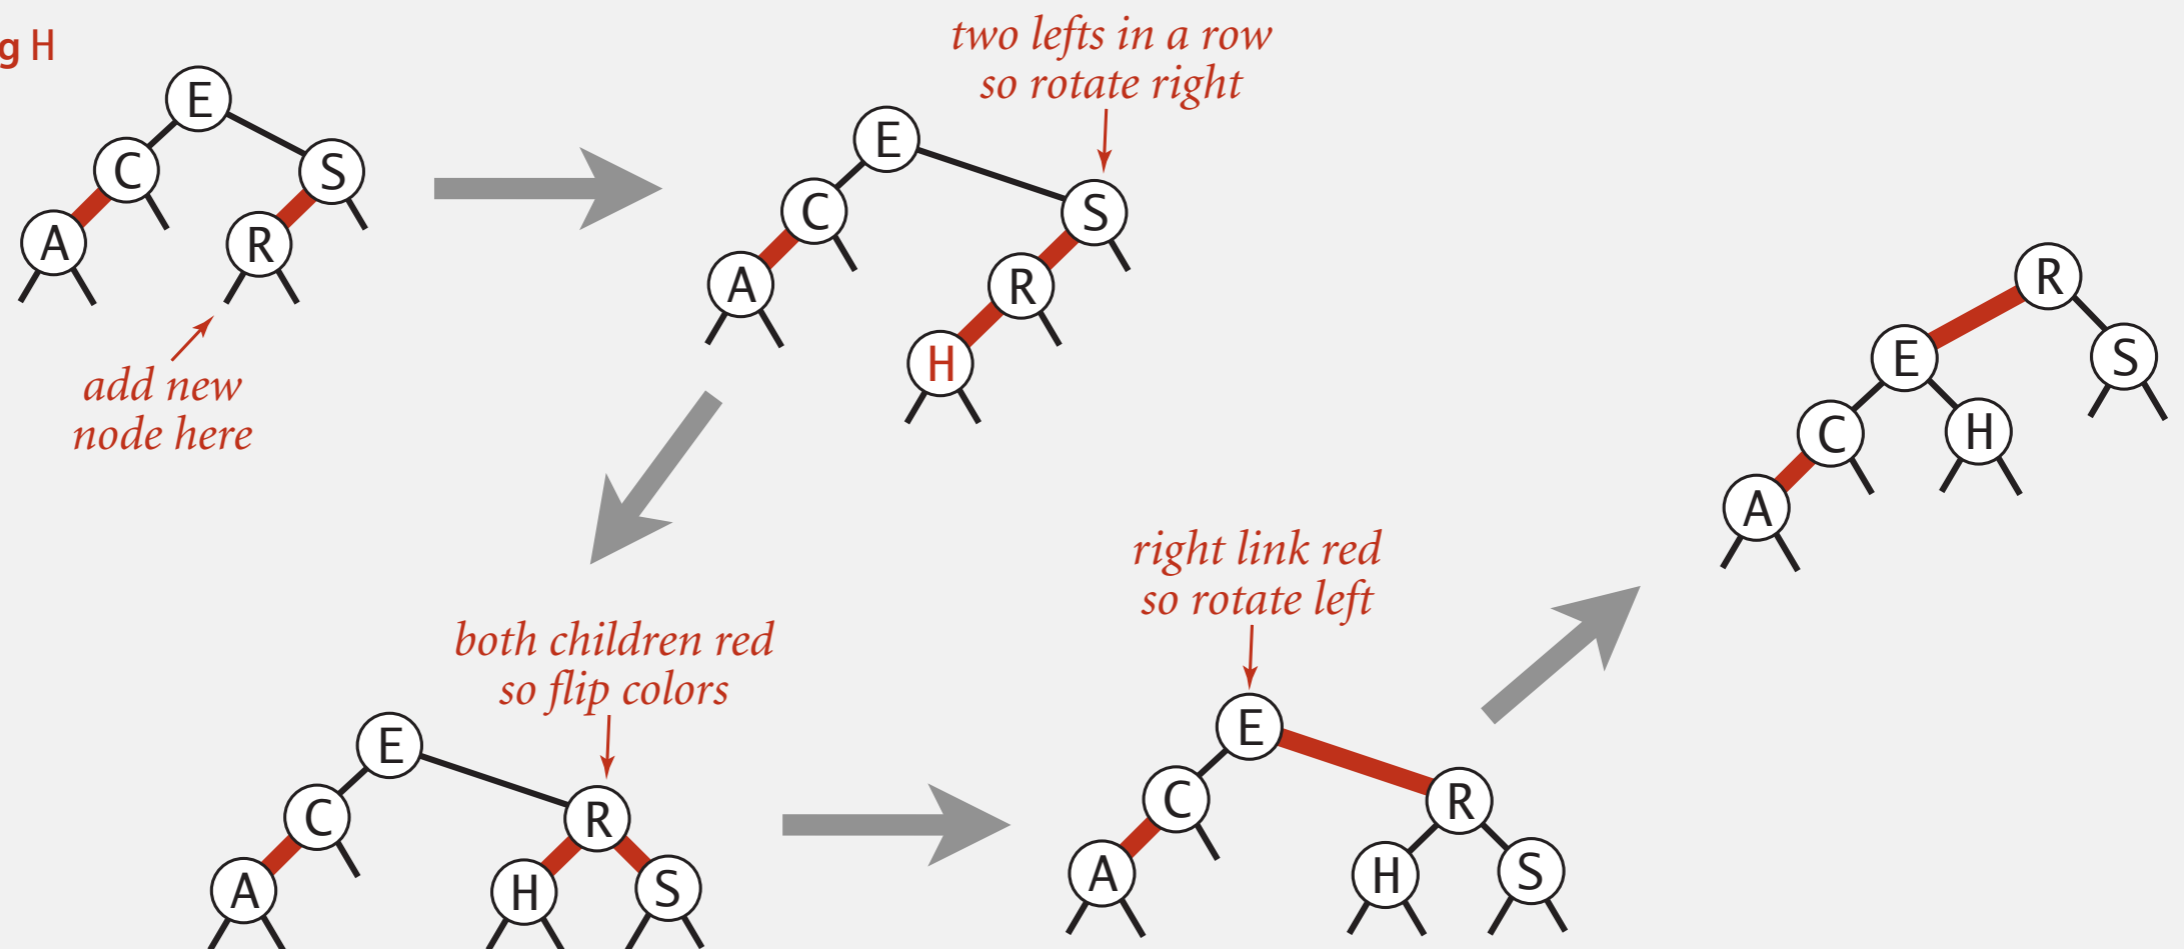 g H
E
C
S
A
R
add new
node here
two lefts in a row
so rotate right
E
C
S
A
R
H
both children red
so flip colors
E
C
R
A
H
S
right link red
so rotate left
E
C
R
A
H
S
R
E
S
C
H
A